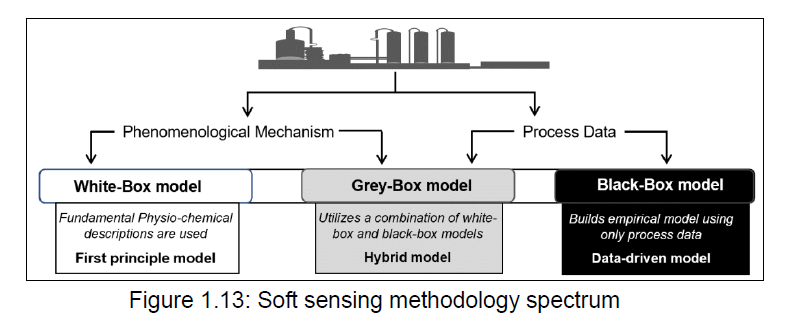 Phenomenological Mechanism
Process Data
White-Box model
Grey-Box model
Black-Box model
Fundamental Physio-chemical
descriptions are used
First principle model
Utilizes a combination of white-
box and black-box models
Hybrid model
Builds empirical model using
only process data
Data-driven model
Figure 1.13: Soft sensing methodology spectrum